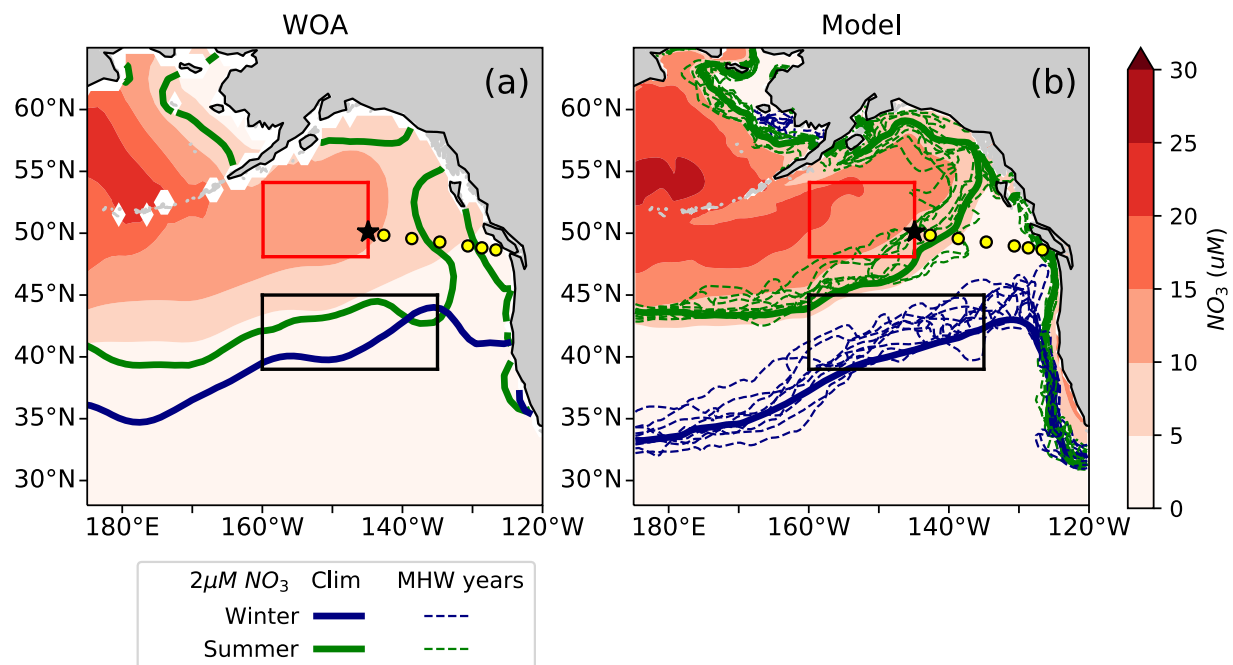 WOA
Model
(a)
(b)
60°N
55°N
50°N
45°N
40°N
35°N
30°N
180°E
160°W
140°W
120°W
60°N
55°N
50°N
45°N
40°N
35°N
30°N
180°E
160°W
140°W
120°W
30
25
20
15
10
5
0
NO₃ (uM)
2μM NO₃ Clim MHW years
Winter
Summer